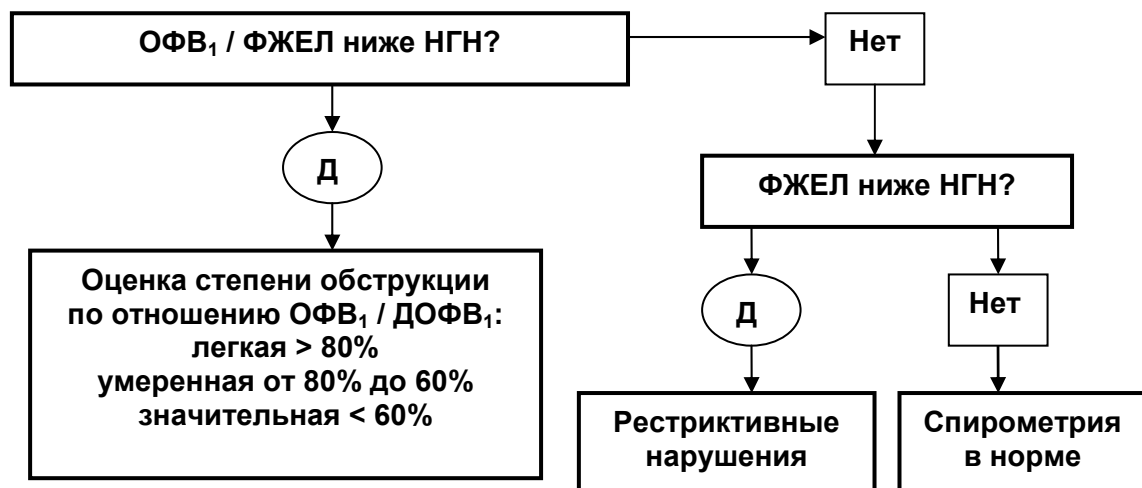 ОФВ₁ / ФЖЕЛ ниже НГН?
Нет
Д
ФЖЕЛ ниже НГН?
Оценка степени обструкции
по отношению ОФВ₁ / ДОФВ₁:
легкая > 80%
умеренная от 80% до 60%
значительная < 60%
Д
Нет
Рестриктивные
нарушения
Спирометрия
в норме